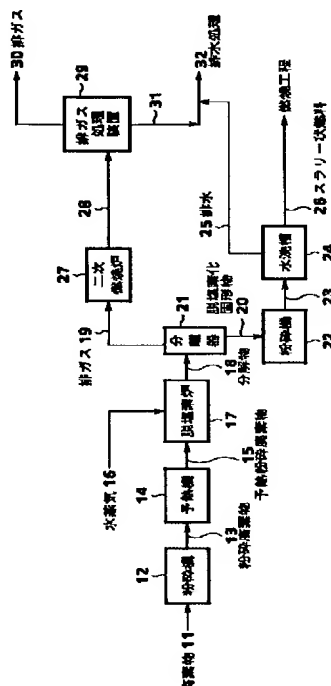 30 排ガス
29
排ガス
処理
装置
32 排水処理
31
28
27
二次
燃焼炉
排ガス 19
25 排水
燃焼工程
26 スラリー状燃料
水洗槽
24
23
粉砕機
22
脱塩素化
固形物
20
21
分離器
18
分解物
水蒸気 16
脱塩素炉
17
15
予熱粉砕廃棄物
14
予熱機
13
粉砕廃棄物
12
粉砕機
廃棄物 11